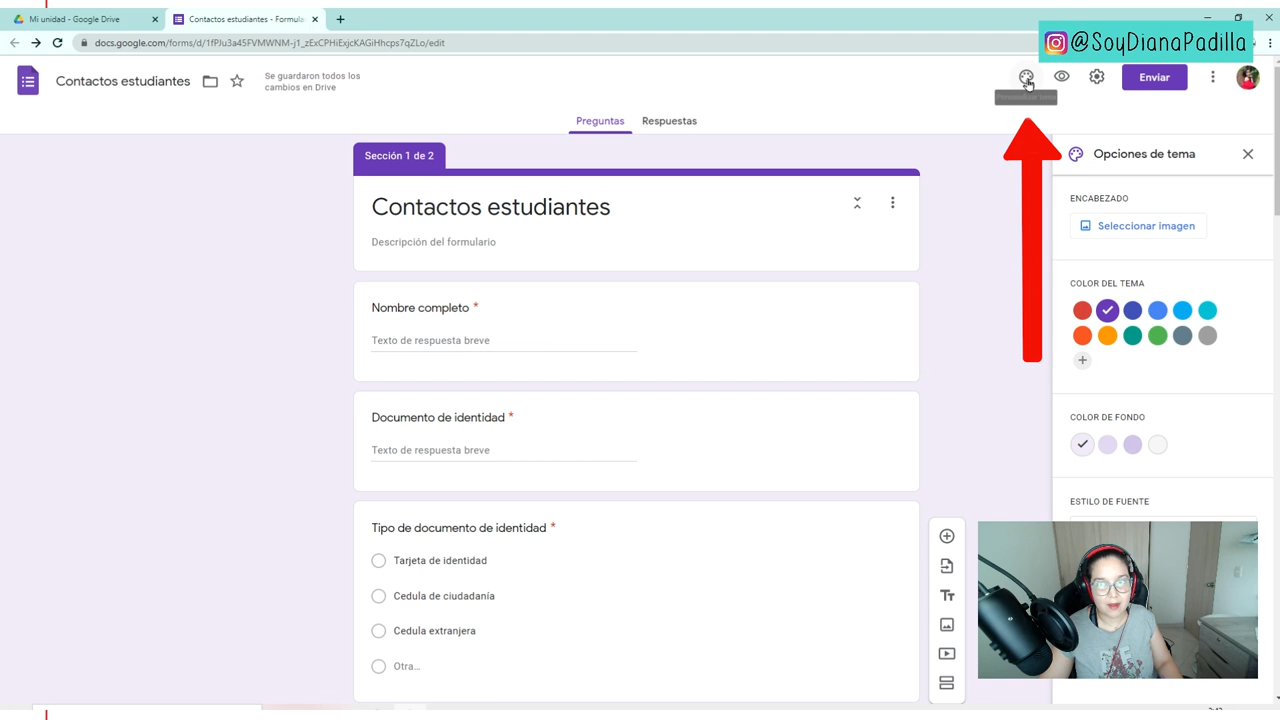 Mi unidad - Google Drive
Contactos estudiantes - Formula
docs.google.com/forms/d/1fPJu3a45FVMWNM-j1_zExCPHiExjcKAGiHhcps7qZLo/edit
@SoyDianaPadilla
Contactos estudiantes
Se guardaron todos los
cambios en Drive
Enviar
Preguntas
Respuestas
Sección 1 de 2
Contactos estudiantes
Descripción del formulario
Nombre completo *
Texto de respuesta breve
Documento de identidad *
Texto de respuesta breve
Tipo de documento de identidad *
Tarjeta de identidad
Cedula de ciudadanía
Cedula extranjera
Otra...
Opciones de tema
ENCABEZADO
Seleccionar imagen
COLOR DEL TEMA
COLOR DE FONDO
ESTILO DE FUENTE